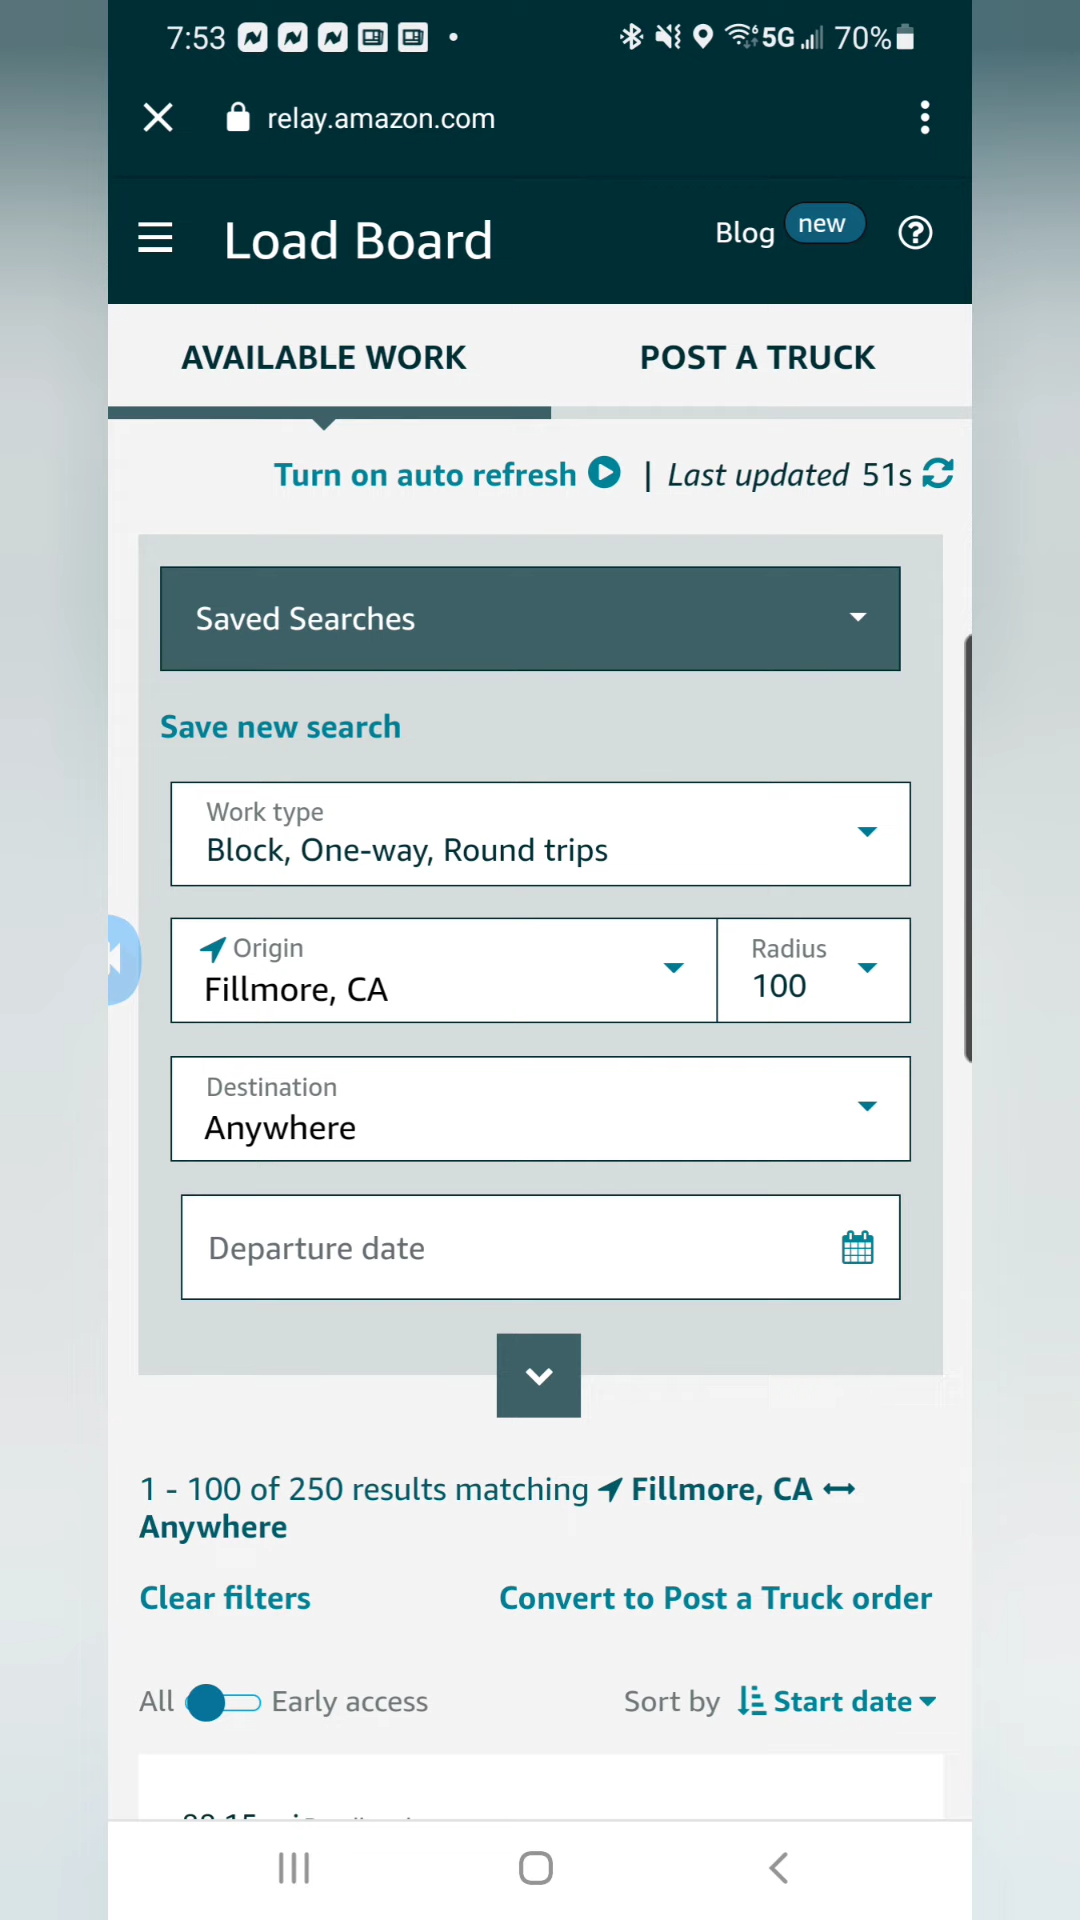 7:53 5G 70%
relay.amazon.com
Load Board Blog new
AVAILABLE WORK POST A TRUCK
Turn on auto refresh | Last updated 51s
Saved Searches
Save new search
Work type
Block, One-way, Round trips
Origin Radius
Fillmore, CA 100
Destination
Anywhere
Departure date
1 - 100 of 250 results matching Fillmore, CA
Anywhere
Clear filters Convert to Post a Truck order
All Early access Sort by Start date